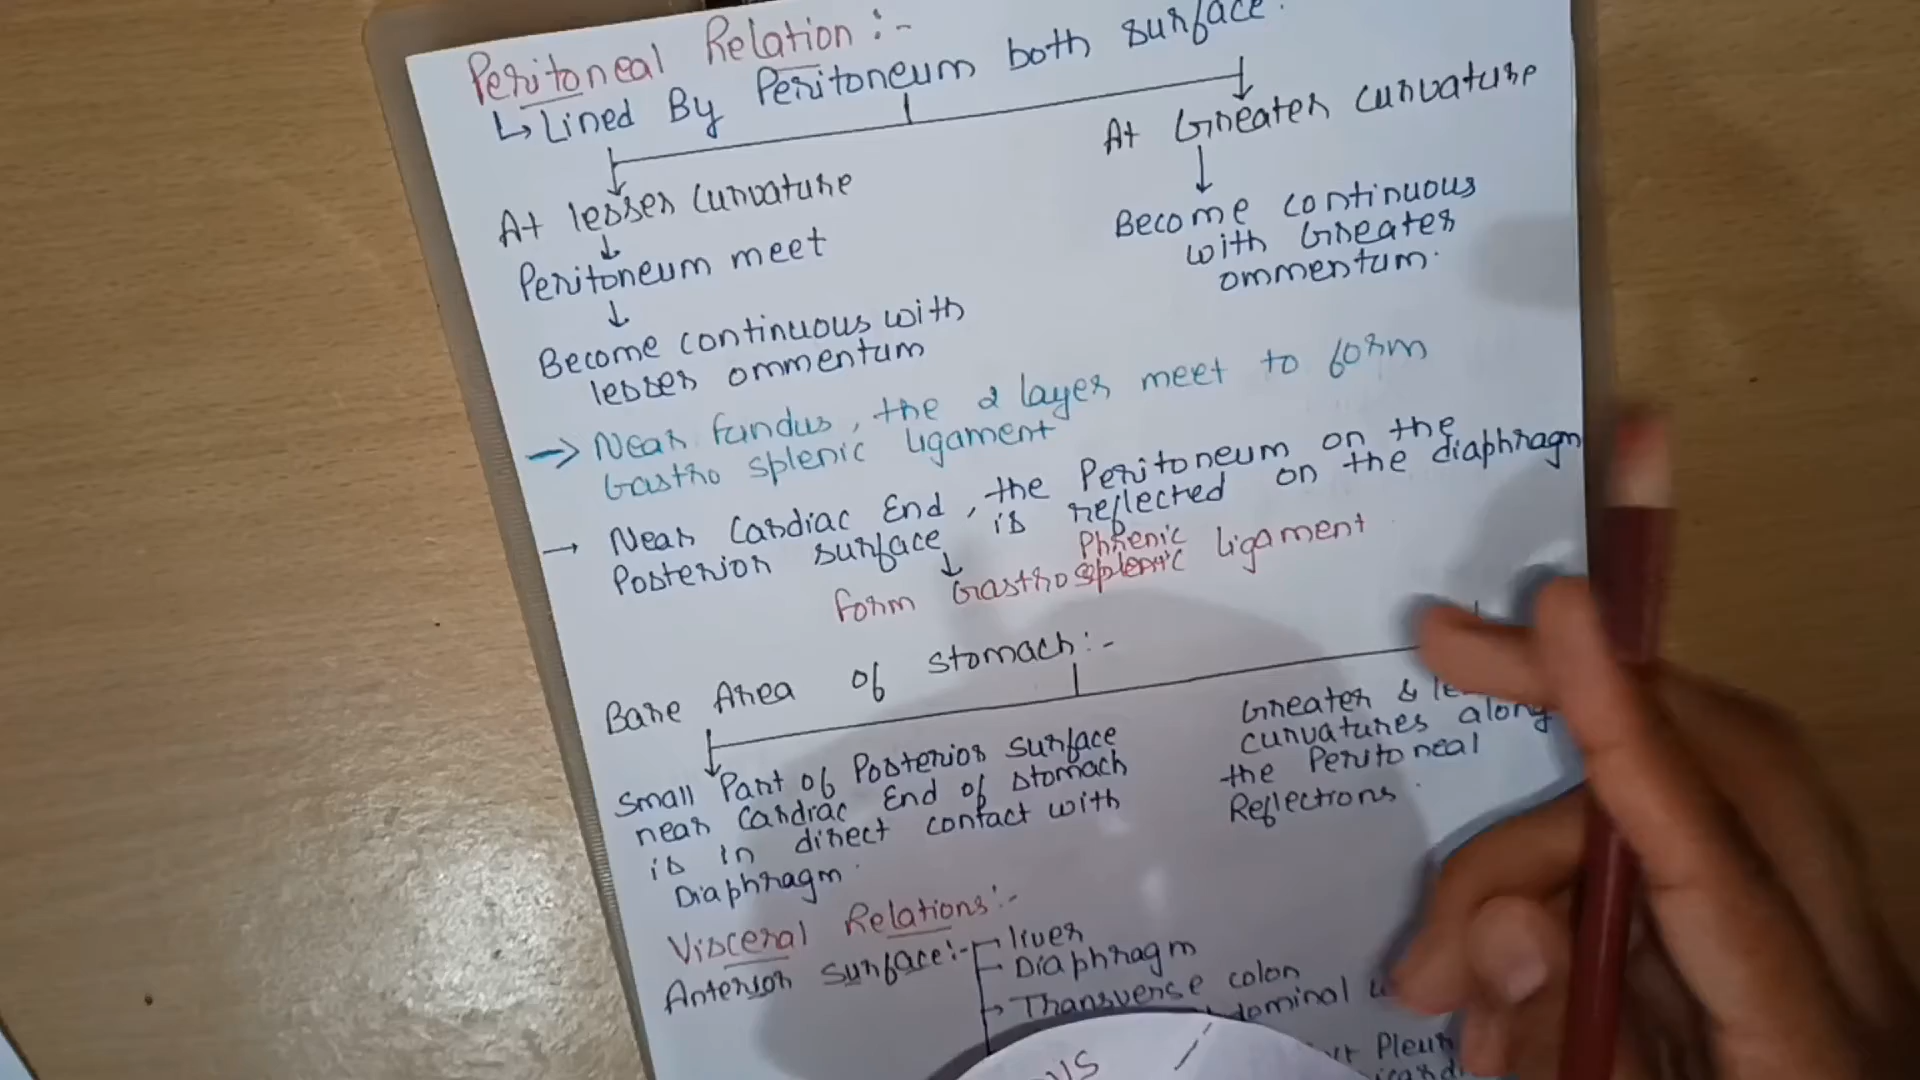 Peritoneal Relation :-
↳ Lined By Peritoneum both surface.
At lesser curvature
↓
Peritoneum meet
↓
Become continuous with
lesser ommentum
At Greater curvature
↓
Become continuous
with Greater
ommentum.
→ Near fundus, the 2 layer meet to form
Gastro splenic ligament
→ Near Cardiac End, the Peritoneum on the
Posterior surface is reflected on the diaphragm
↓
Phrenic
form Gastro splenic ligament
Bare Area of stomach :-
Small Part of Posterior surface
near cardiac End of stomach
is in direct contact with
Diaphragm.
Greater &
curvatures along
the Peritoneal
Reflections.
Visceral Relations :-
Anterior surface :- liver
Diaphragm
Transverse colon